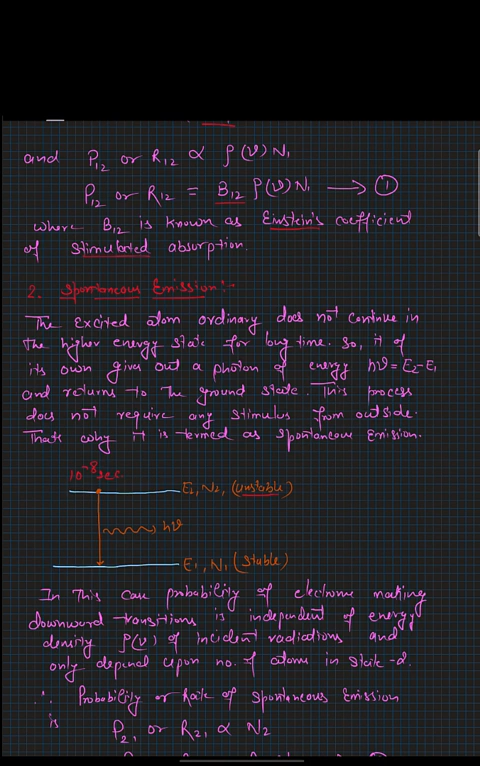 and P12 or R12 ∝ ρ(ν) N1
P12 or R12 = B12 ρ(ν) N1 ⟶ ①
where B12 is known as Einstein's coefficient
of stimulated absorption.
2. Spontaneous Emission:-
The excited atom ordinary does not continue in
the higher energy state for long time. So, it of
its own gives out a photon of energy hν = E2-E1
and returns to the ground state. This process
does not require any stimulus from outside.
Thats why it is termed as spontaneous Emission.
10⁻⁸ sec.
E2, N2, (unstable)
hν
E1, N1 (stable)
In this case probability of electrons making
downward transitions is independent of energy
density ρ(ν) of incident radiations and
only depend upon no. of atoms in state-2.
∴ Probability or Rate of spontaneous Emission
is P21 or R21 ∝ N2